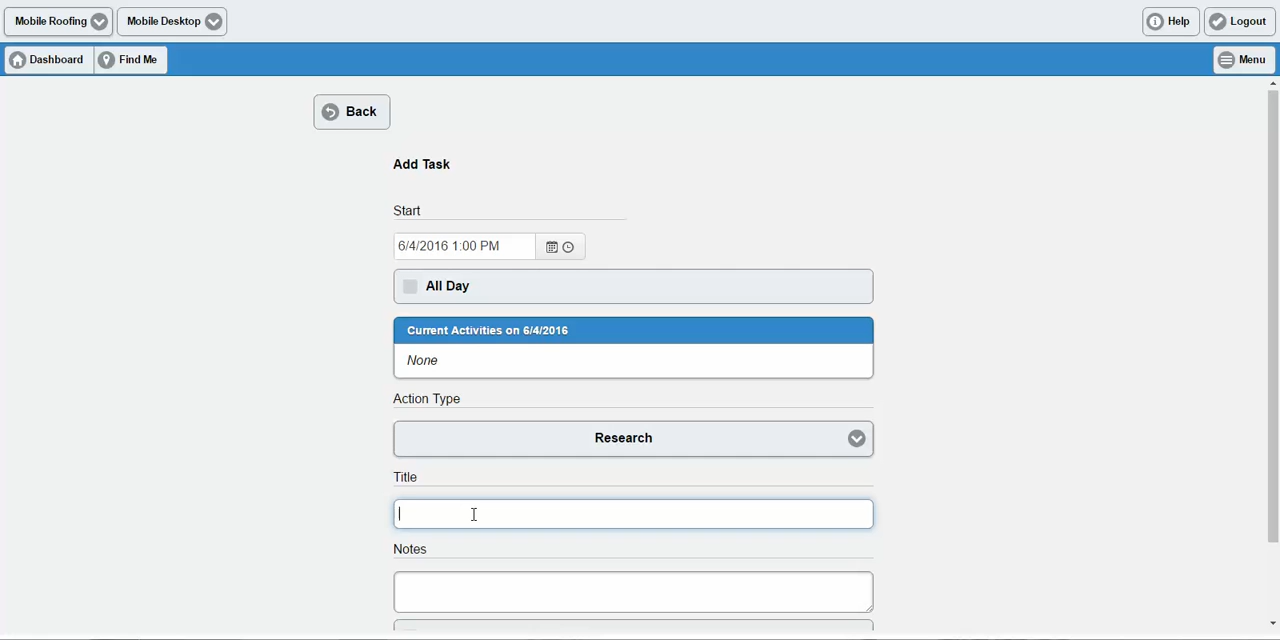 Mobile Roofing Mobile Desktop Help Logout
Dashboard Find Me Menu
Back
Add Task
Start
6/4/2016 1:00 PM
All Day
Current Activities on 6/4/2016
None
Action Type
Research
Title
Notes